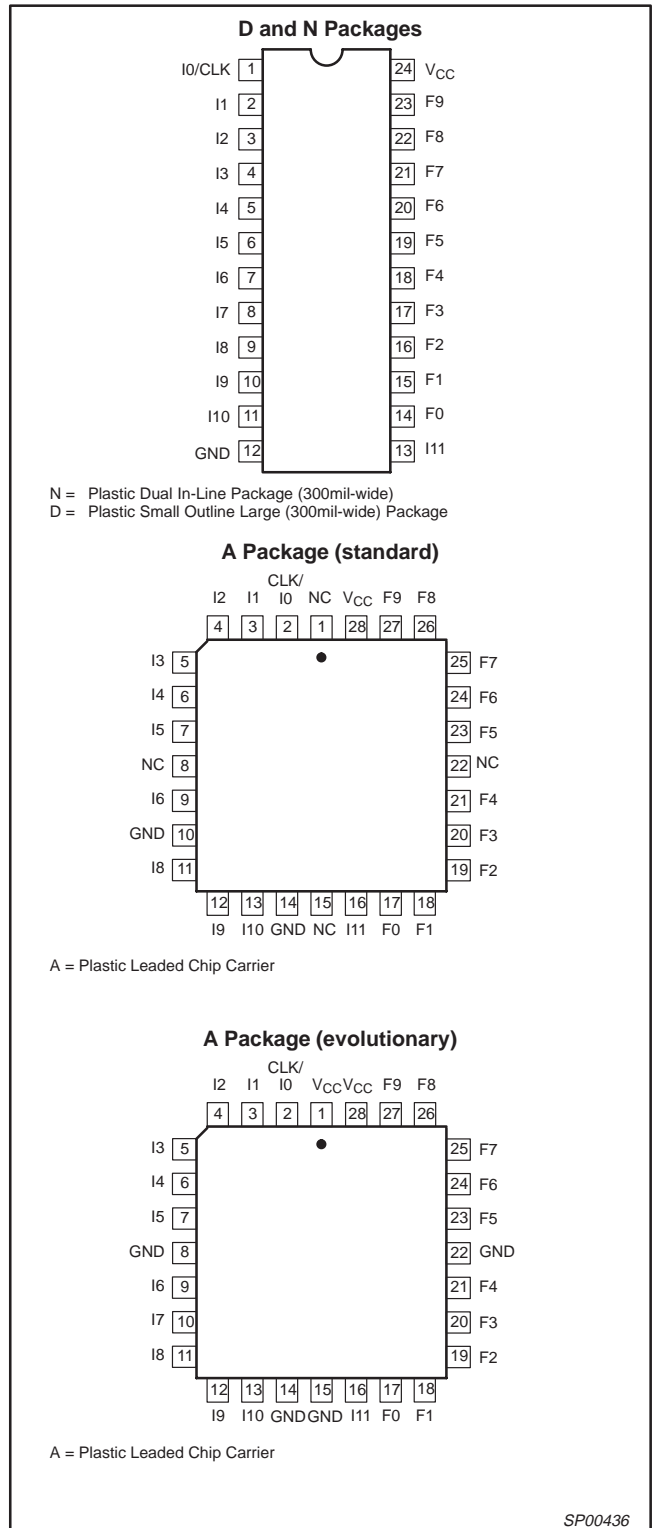 D and N Packages
I0/CLK 1 24 VCC
I1 2 23 F9
I2 3 22 F8
I3 4 21 F7
I4 5 20 F6
I5 6 19 F5
I6 7 18 F4
I7 8 17 F3
I8 9 16 F2
I9 10 15 F1
I10 11 14 F0
GND 12 13 I11
N = Plastic Dual In-Line Package (300mil-wide)
D = Plastic Small Outline Large (300mil-wide) Package
A Package (standard)
CLK/
I2 I1 I0 NC VCC F9 F8
4 3 2 1 28 27 26
I3 5 25 F7
I4 6 24 F6
I5 7 23 F5
NC 8 22 NC
I6 9 21 F4
GND 10 20 F3
I8 11 19 F2
12 13 14 15 16 17 18
I9 I10 GND NC I11 F0 F1
A = Plastic Leaded Chip Carrier
A Package (evolutionary)
CLK/
I2 I1 I0 VCC VCC F9 F8
4 3 2 1 28 27 26
I3 5 25 F7
I4 6 24 F6
I5 7 23 F5
GND 8 22 GND
I6 9 21 F4
I7 10 20 F3
I8 11 19 F2
12 13 14 15 16 17 18
I9 I10 GND GND I11 F0 F1
A = Plastic Leaded Chip Carrier
SP00436